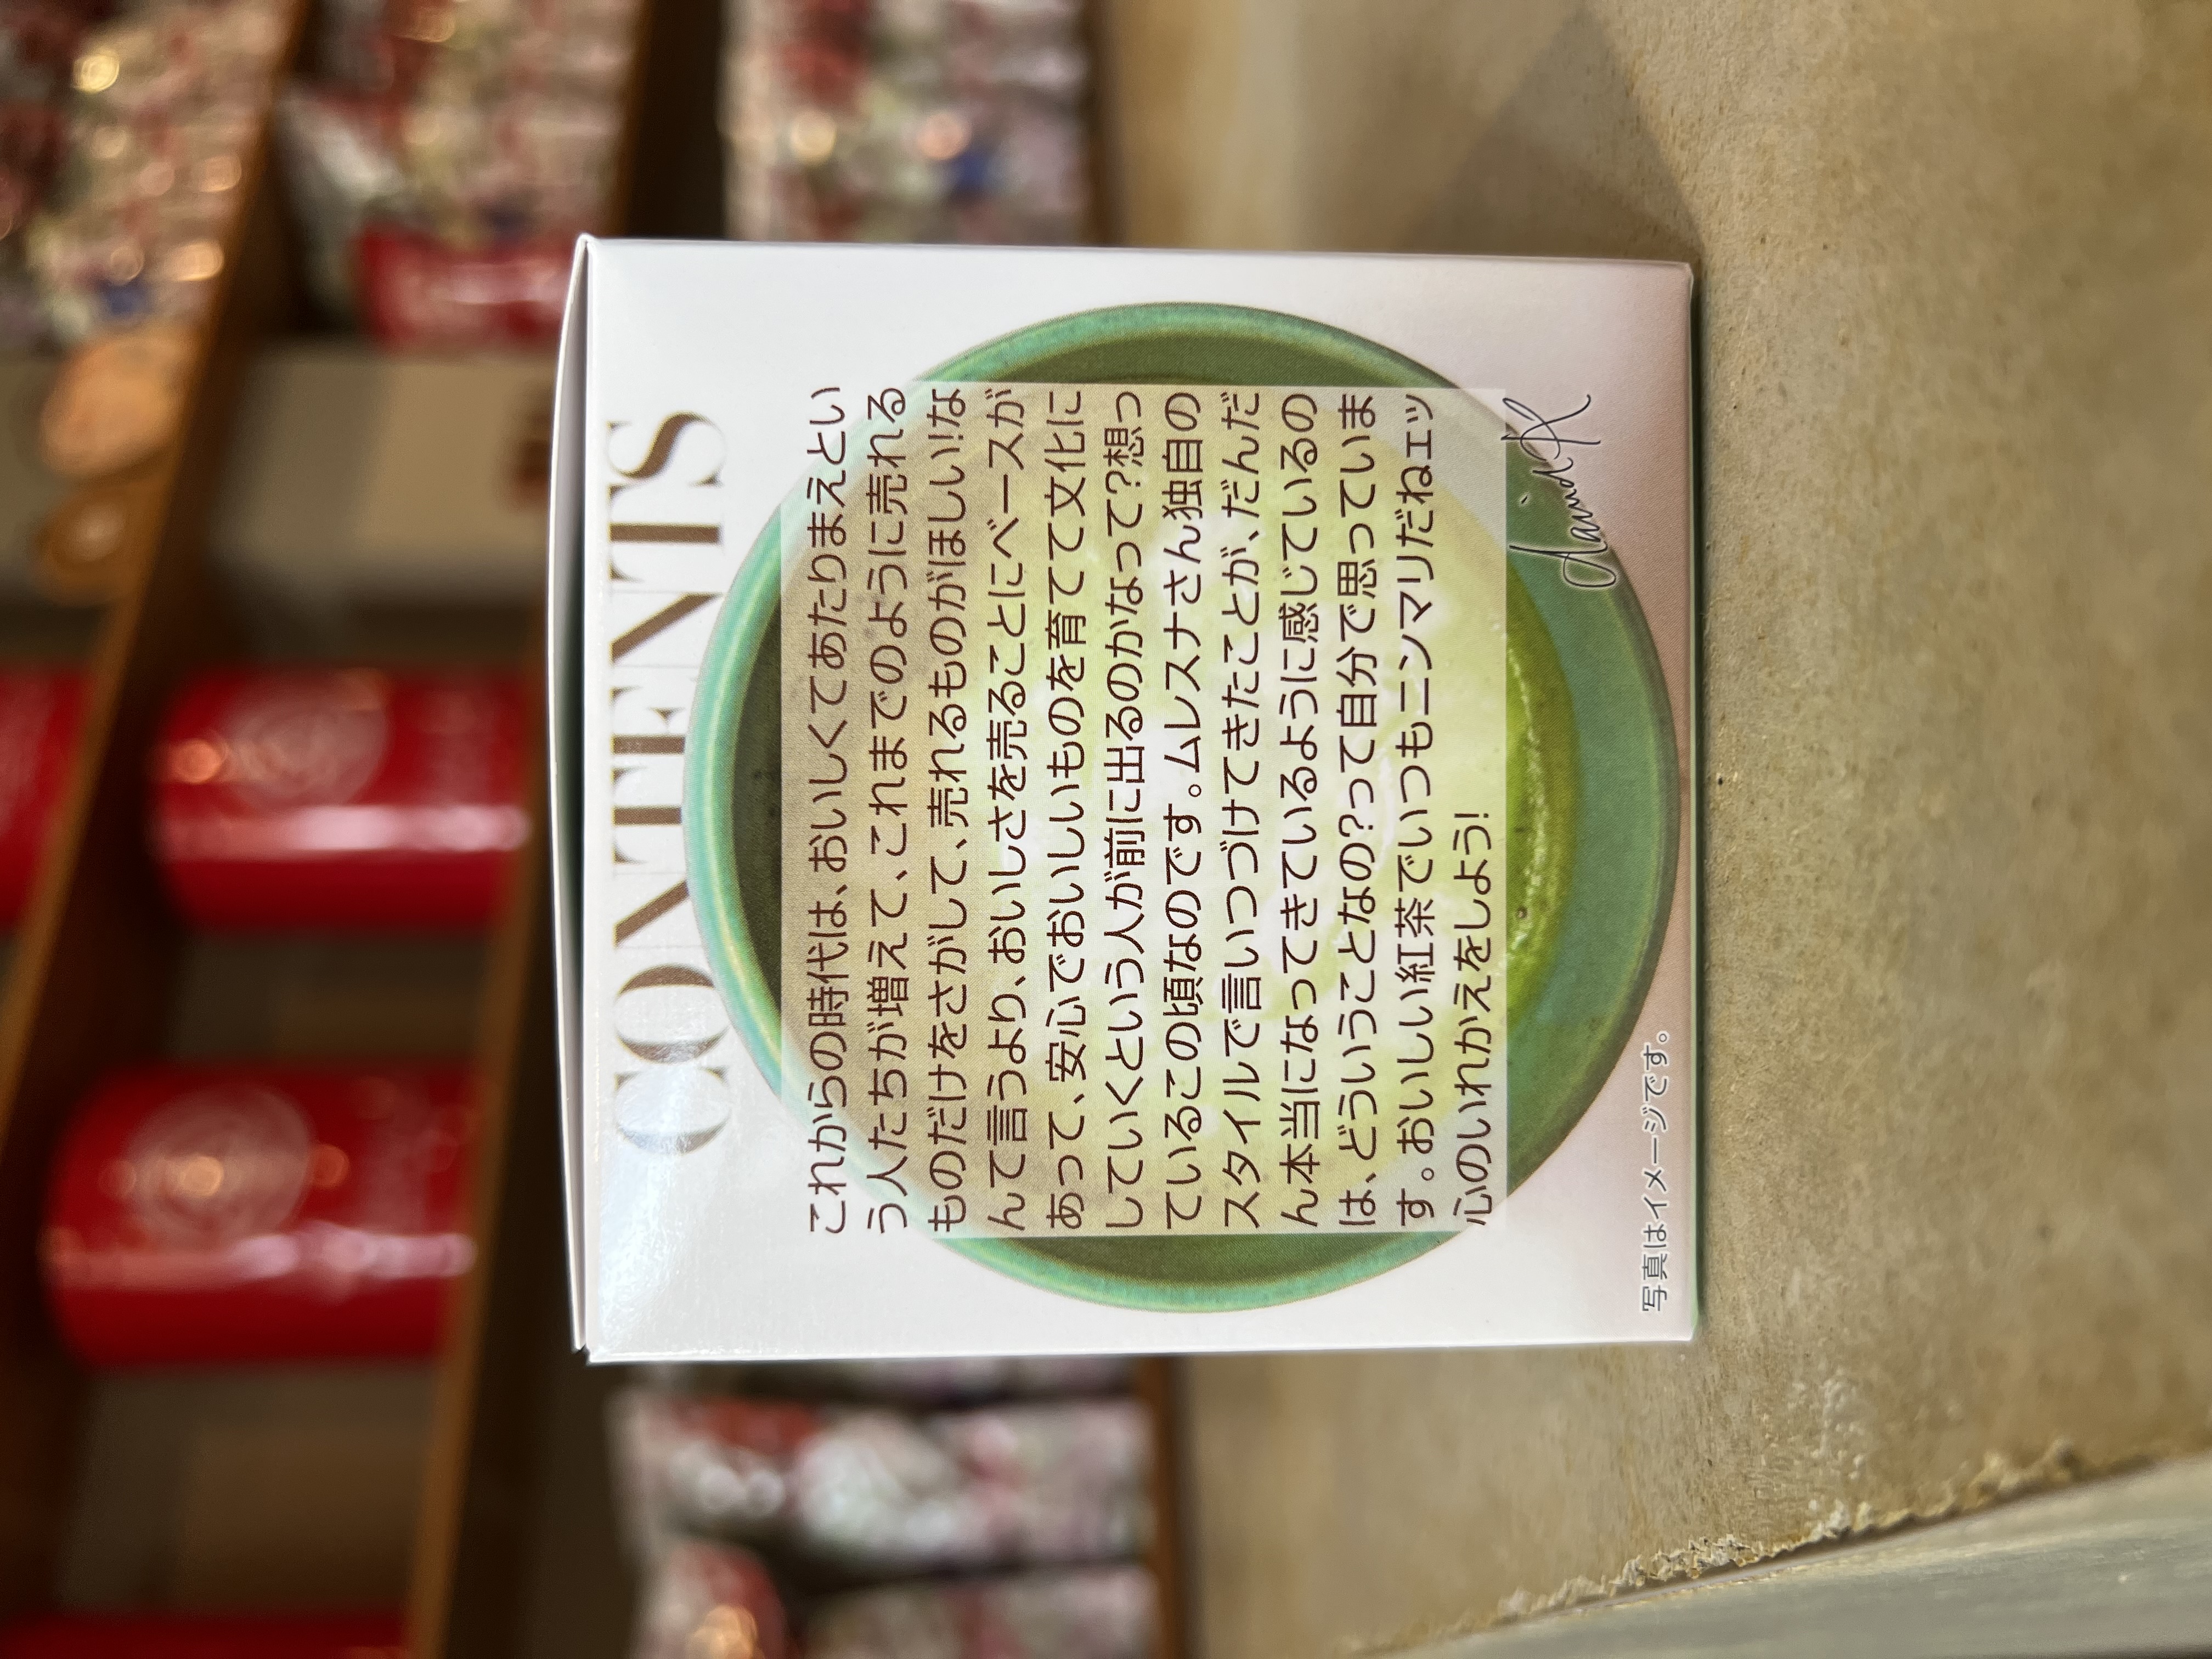 CONTENTS
これからの時代は、おいしくてあたりまえとい
う人たちが増えて、これまでのように売れる
ものだけをさがして、売れるものがほしい!な
んて言うより、おいしさを売ることにベースが
あって、安心でおいしいものを育てて文化に
していくという人が前に出るのかなって?想っ
ているこの頃なのです。ムレスナさん独自の
スタイルで言いつづけてきたことが、だんだ
ん本当になってきているように感じているの
は、どういうことなの?って自分で思っていま
す。おいしい紅茶でいつもニンマリだねエッ
心のいれかえをしよう!
David K
写真はイメージです。